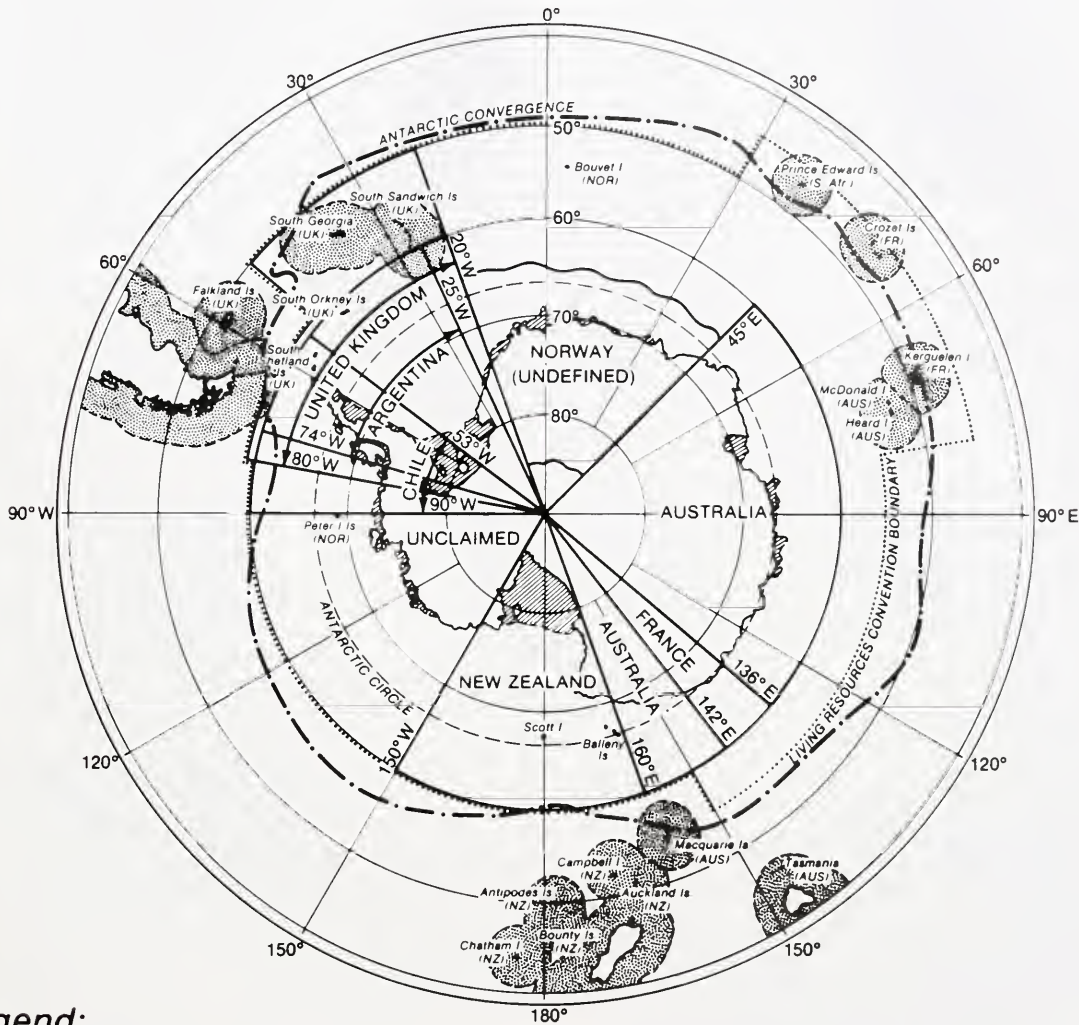 0°
30°
30°
ANTARCTIC CONVERGENCE
50°
Bouvet I
(NOR)
Prince Edward Is
(S. Afr.)
South Sandwich Is
(UK)
South Georgia
(UK)
60°
Crozet Is
(FR)
20°W
25°W
60°
60°
Falkland Is
(UK)
South Orkney Is
(UK)
UNITED KINGDOM
ARGENTINA
70°
45°E
NORWAY
(UNDEFINED)
South
Shetland
Is
(UK)
Kerguelen I
(FR)
McDonald I
(AUS)
Heard I
(AUS)
80°
74°W
80°W
53°W
CHILE
90°W
90°W
90°E
Peter I Is
(NOR)
UNCLAIMED
AUSTRALIA
LIVING RESOURCES CONVENTION BOUNDARY
ANTARCTIC CIRCLE
FRANCE
AUSTRALIA
136°E
142°E
NEW ZEALAND
150°W
160°E
Scott I
Balleny
Is
120°
120°
Macquarie Is
(AUS)
Campbell I
(NZ)
Tasmania
(AUS)
Antipodes Is
(NZ)
Auckland Is
(NZ)
Chatham I
(NZ)
Bounty Is
(NZ)
150°
150°
180°
gend: